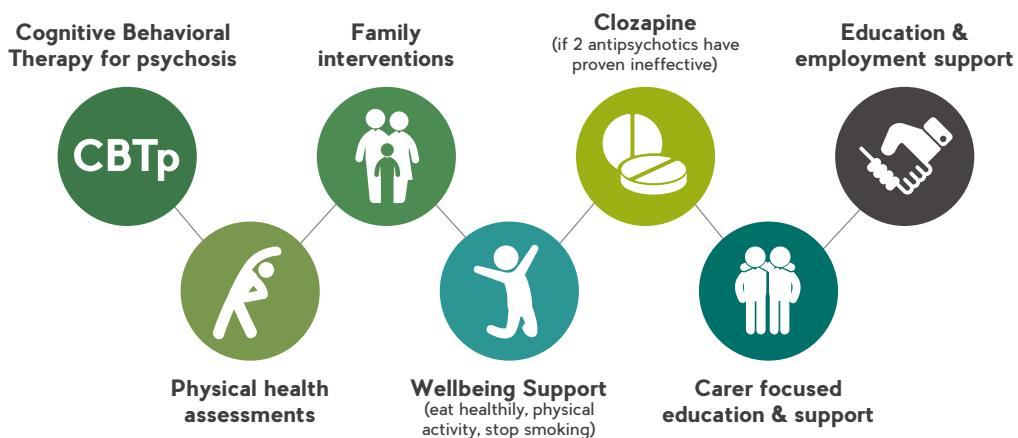 Cognitive Behavioral
Therapy for psychosis
CBTp
Physical health
assessments
Family
interventions
Wellbeing Support
(eat healthily, physical
activity, stop smoking)
Clozapine
(if 2 antipsychotics have
proven ineffective)
Carer focused
education & support
Education &
employment support